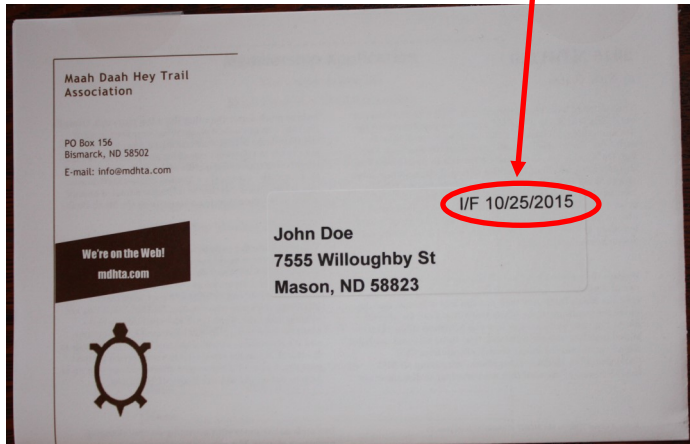 Maah Daah Hey Trail
Association
PO Box 156
Bismarck, ND 58502
E-mail: info@mdhta.com
I/F 10/25/2015
John Doe
7555 Willoughby St
Mason, ND 58823
We're on the Web!
mdhta.com